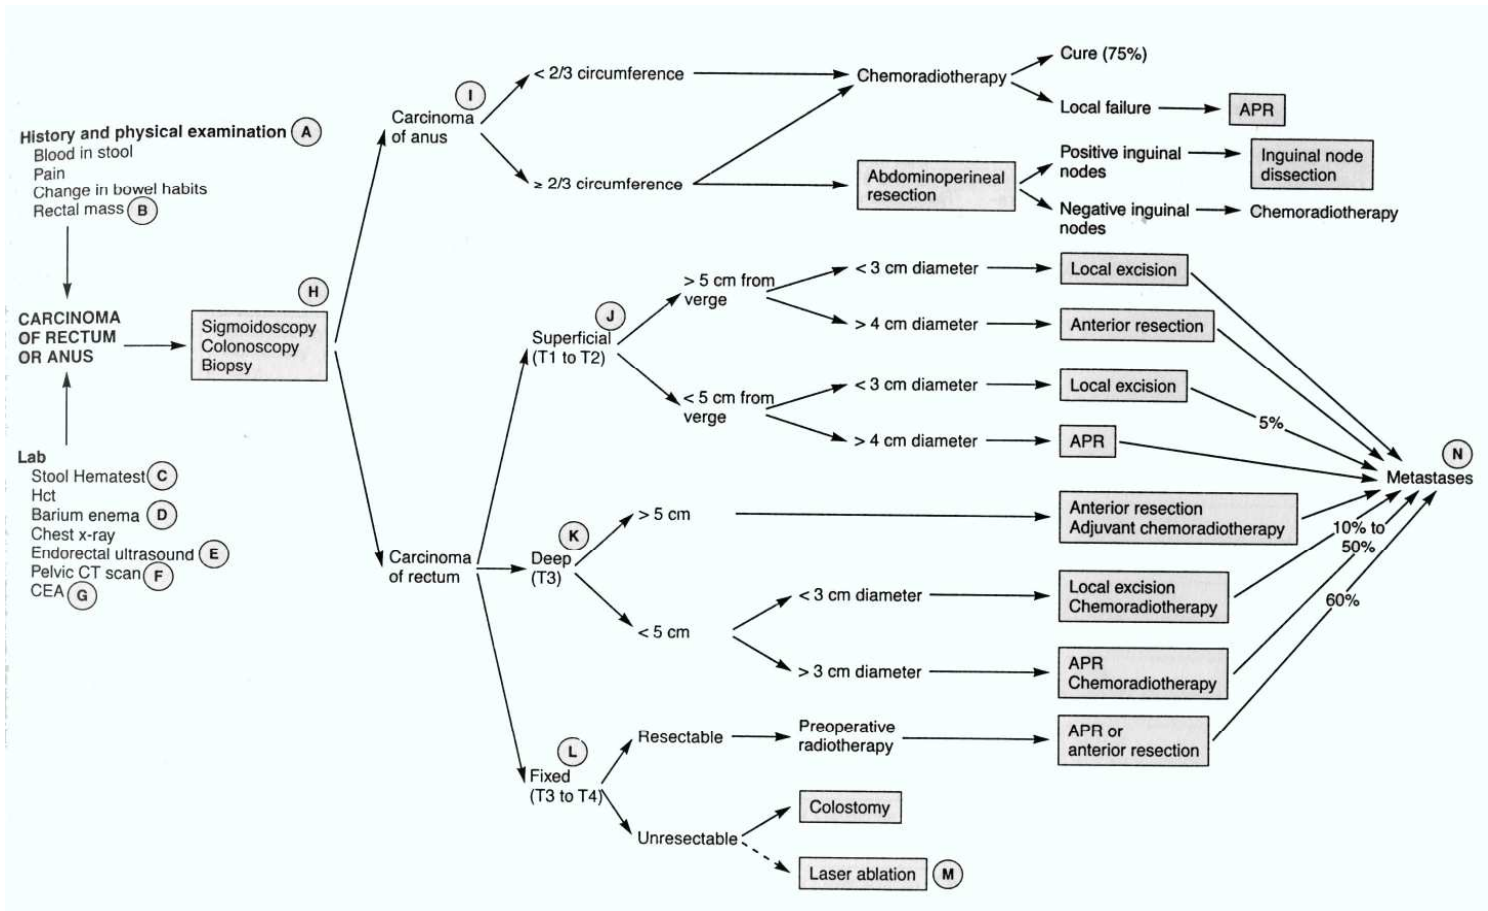 History and physical examination A
Blood in stool
Pain
Change in bowel habits
Rectal mass B
CARCINOMA
OF RECTUM
OR ANUS
Lab
Stool Hematest C
Hct
Barium enema D
Chest x-ray
Endorectal ultrasound E
Pelvic CT scan F
CEA G
H
Sigmoidoscopy
Colonoscopy
Biopsy
I
Carcinoma
of anus
< 2/3 circumference
Chemoradiotherapy
Cure (75%)
Local failure
APR
≥ 2/3 circumference
Abdominoperineal
resection
Positive inguinal
nodes
Inguinal node
dissection
Negative inguinal
nodes
Chemoradiotherapy
Carcinoma
of rectum
J
Superficial
(T1 to T2)
> 5 cm from
verge
< 3 cm diameter
Local excision
> 4 cm diameter
Anterior resection
< 5 cm from
verge
< 3 cm diameter
Local excision
5%
> 4 cm diameter
APR
N
Metastases
K
Deep
(T3)
> 5 cm
Anterior resection
Adjuvant chemoradiotherapy
10% to
50%
< 5 cm
< 3 cm diameter
Local excision
Chemoradiotherapy
60%
> 3 cm diameter
APR
Chemoradiotherapy
L
Fixed
(T3 to T4)
Resectable
Preoperative
radiotherapy
APR or
anterior resection
Unresectable
Colostomy
Laser ablation M